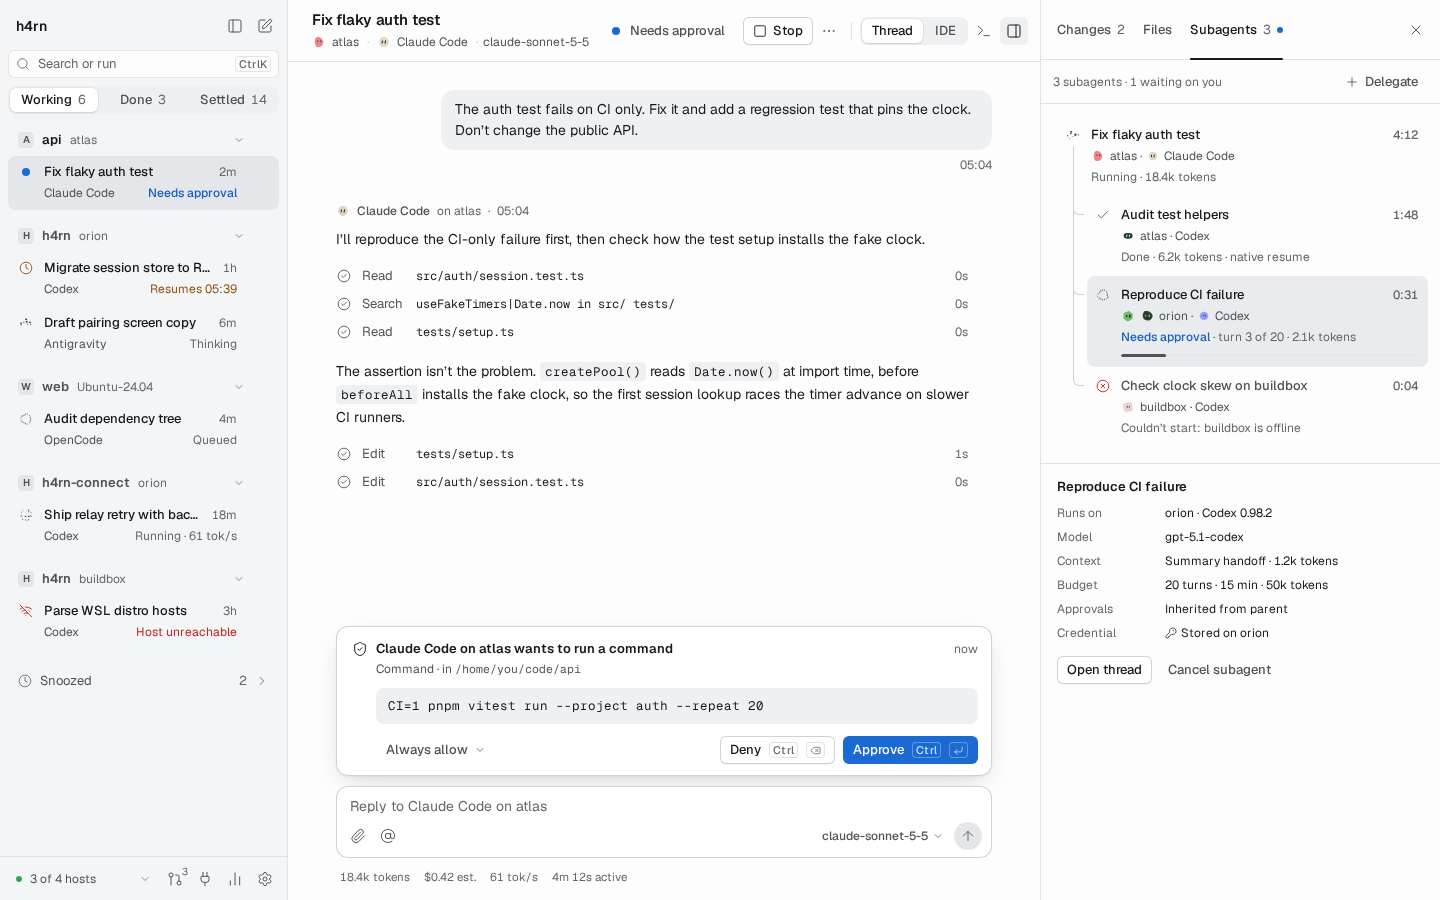 h4rn
Search or run
CtrlK
Working 6
Done 3
Settled 14
A api atlas
Fix flaky auth test 2m
Claude Code Needs approval
H h4rn orion
Migrate session store to R... 1h
Codex Resumes 05:39
Draft pairing screen copy 6m
Antigravity Thinking
W web Ubuntu-24.04
Audit dependency tree 4m
OpenCode Queued
H h4rn-connect orion
Ship relay retry with bac... 18m
Codex Running · 61 tok/s
H h4rn buildbox
Parse WSL distro hosts 3h
Codex Host unreachable
Snoozed 2
3 of 4 hosts
3
Fix flaky auth test
atlas · Claude Code · claude-sonnet-5-5
Needs approval
Stop
Thread
IDE
The auth test fails on CI only. Fix it and add a regression test that pins the clock.
Don't change the public API.
05:04
Claude Code on atlas · 05:04
I'll reproduce the CI-only failure first, then check how the test setup installs the fake clock.
Read src/auth/session.test.ts 0s
Search useFakeTimers|Date.now in src/ tests/ 0s
Read tests/setup.ts 0s
The assertion isn't the problem. createPool() reads Date.now() at import time, before
beforeAll installs the fake clock, so the first session lookup races the timer advance on slower
CI runners.
Edit tests/setup.ts 1s
Edit src/auth/session.test.ts 0s
Claude Code on atlas wants to run a command now
Command · in /home/you/code/api
CI=1 pnpm vitest run --project auth --repeat 20
Always allow
Deny Ctrl
Approve Ctrl
Reply to Claude Code on atlas
claude-sonnet-5-5
18.4k tokens $0.42 est. 61 tok/s 4m 12s active
Changes 2
Files
Subagents 3
3 subagents · 1 waiting on you
Delegate
Fix flaky auth test 4:12
atlas · Claude Code
Running · 18.4k tokens
Audit test helpers 1:48
atlas · Codex
Done · 6.2k tokens · native resume
Reproduce CI failure 0:31
orion · Codex
Needs approval · turn 3 of 20 · 2.1k tokens
Check clock skew on buildbox 0:04
buildbox · Codex
Couldn't start: buildbox is offline
Reproduce CI failure
Runs on orion · Codex 0.98.2
Model gpt-5.1-codex
Context Summary handoff · 1.2k tokens
Budget 20 turns · 15 min · 50k tokens
Approvals Inherited from parent
Credential Stored on orion
Open thread
Cancel subagent